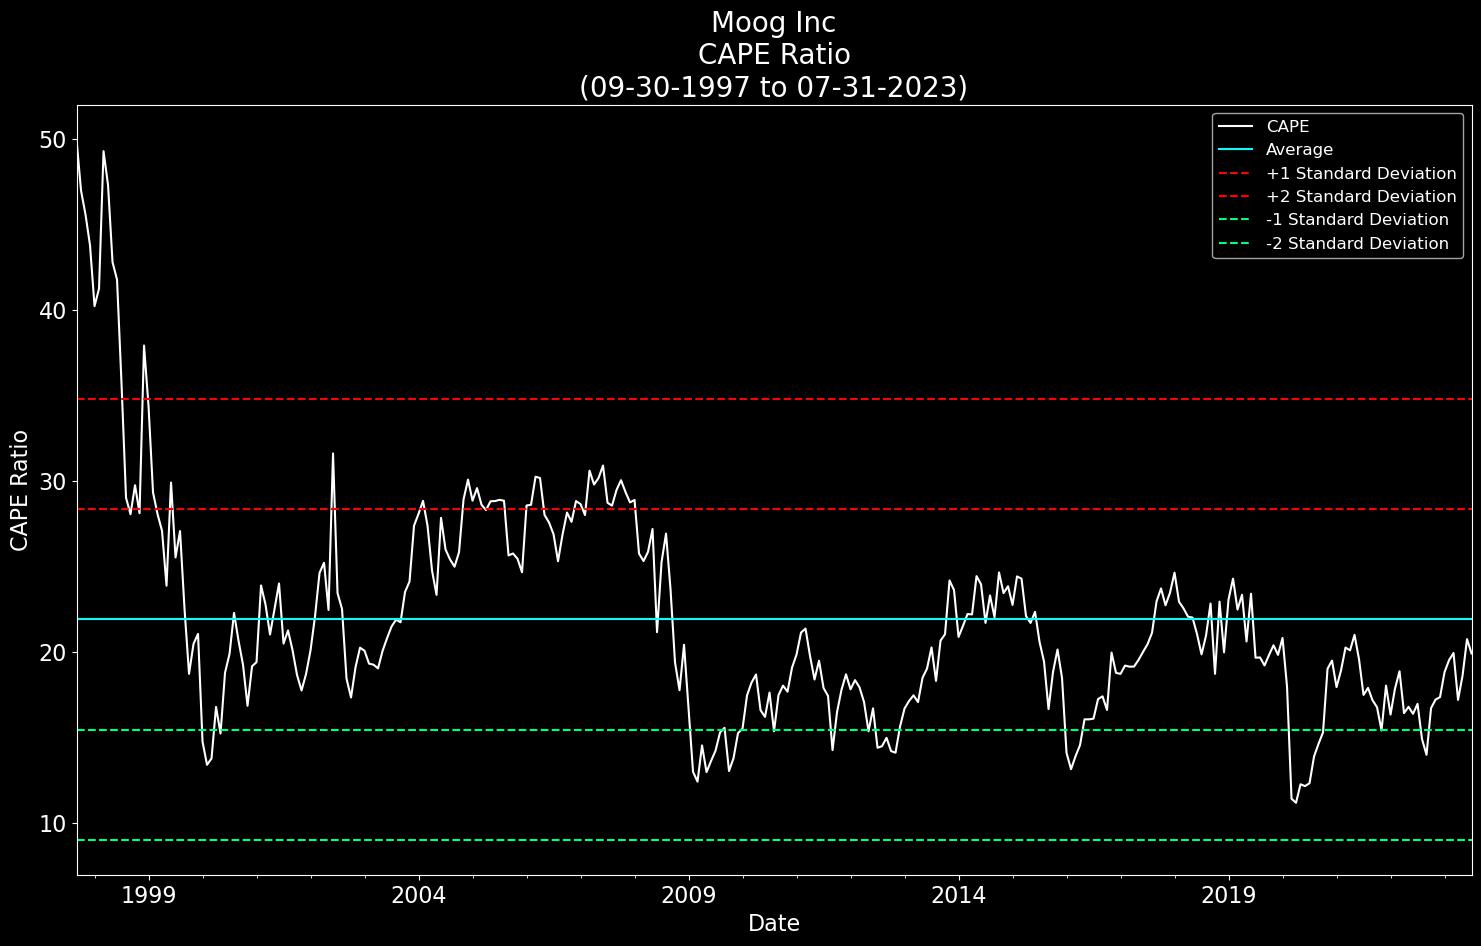 Moog Inc
CAPE Ratio
(09-30-1997 to 07-31-2023)
CAPE
Average
+1 Standard Deviation
+2 Standard Deviation
-1 Standard Deviation
-2 Standard Deviation
50
40
30
20
10
CAPE Ratio
1999
2004
2009
2014
2019
Date